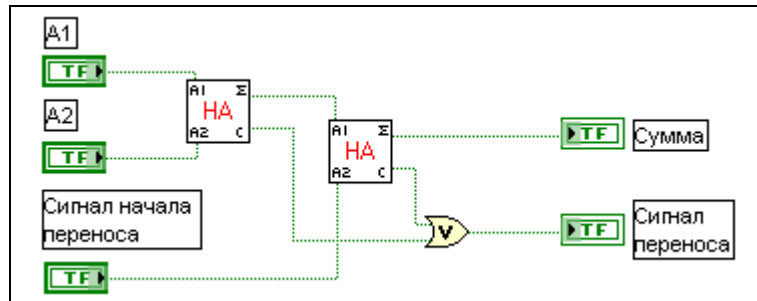 A1
TF
A1 Σ
HA
A2 C
A2
TF
A1 Σ
HA
A2 C
TF
Сумма
Сигнал начала
переноса
TF
V
TF
Сигнал
переноса